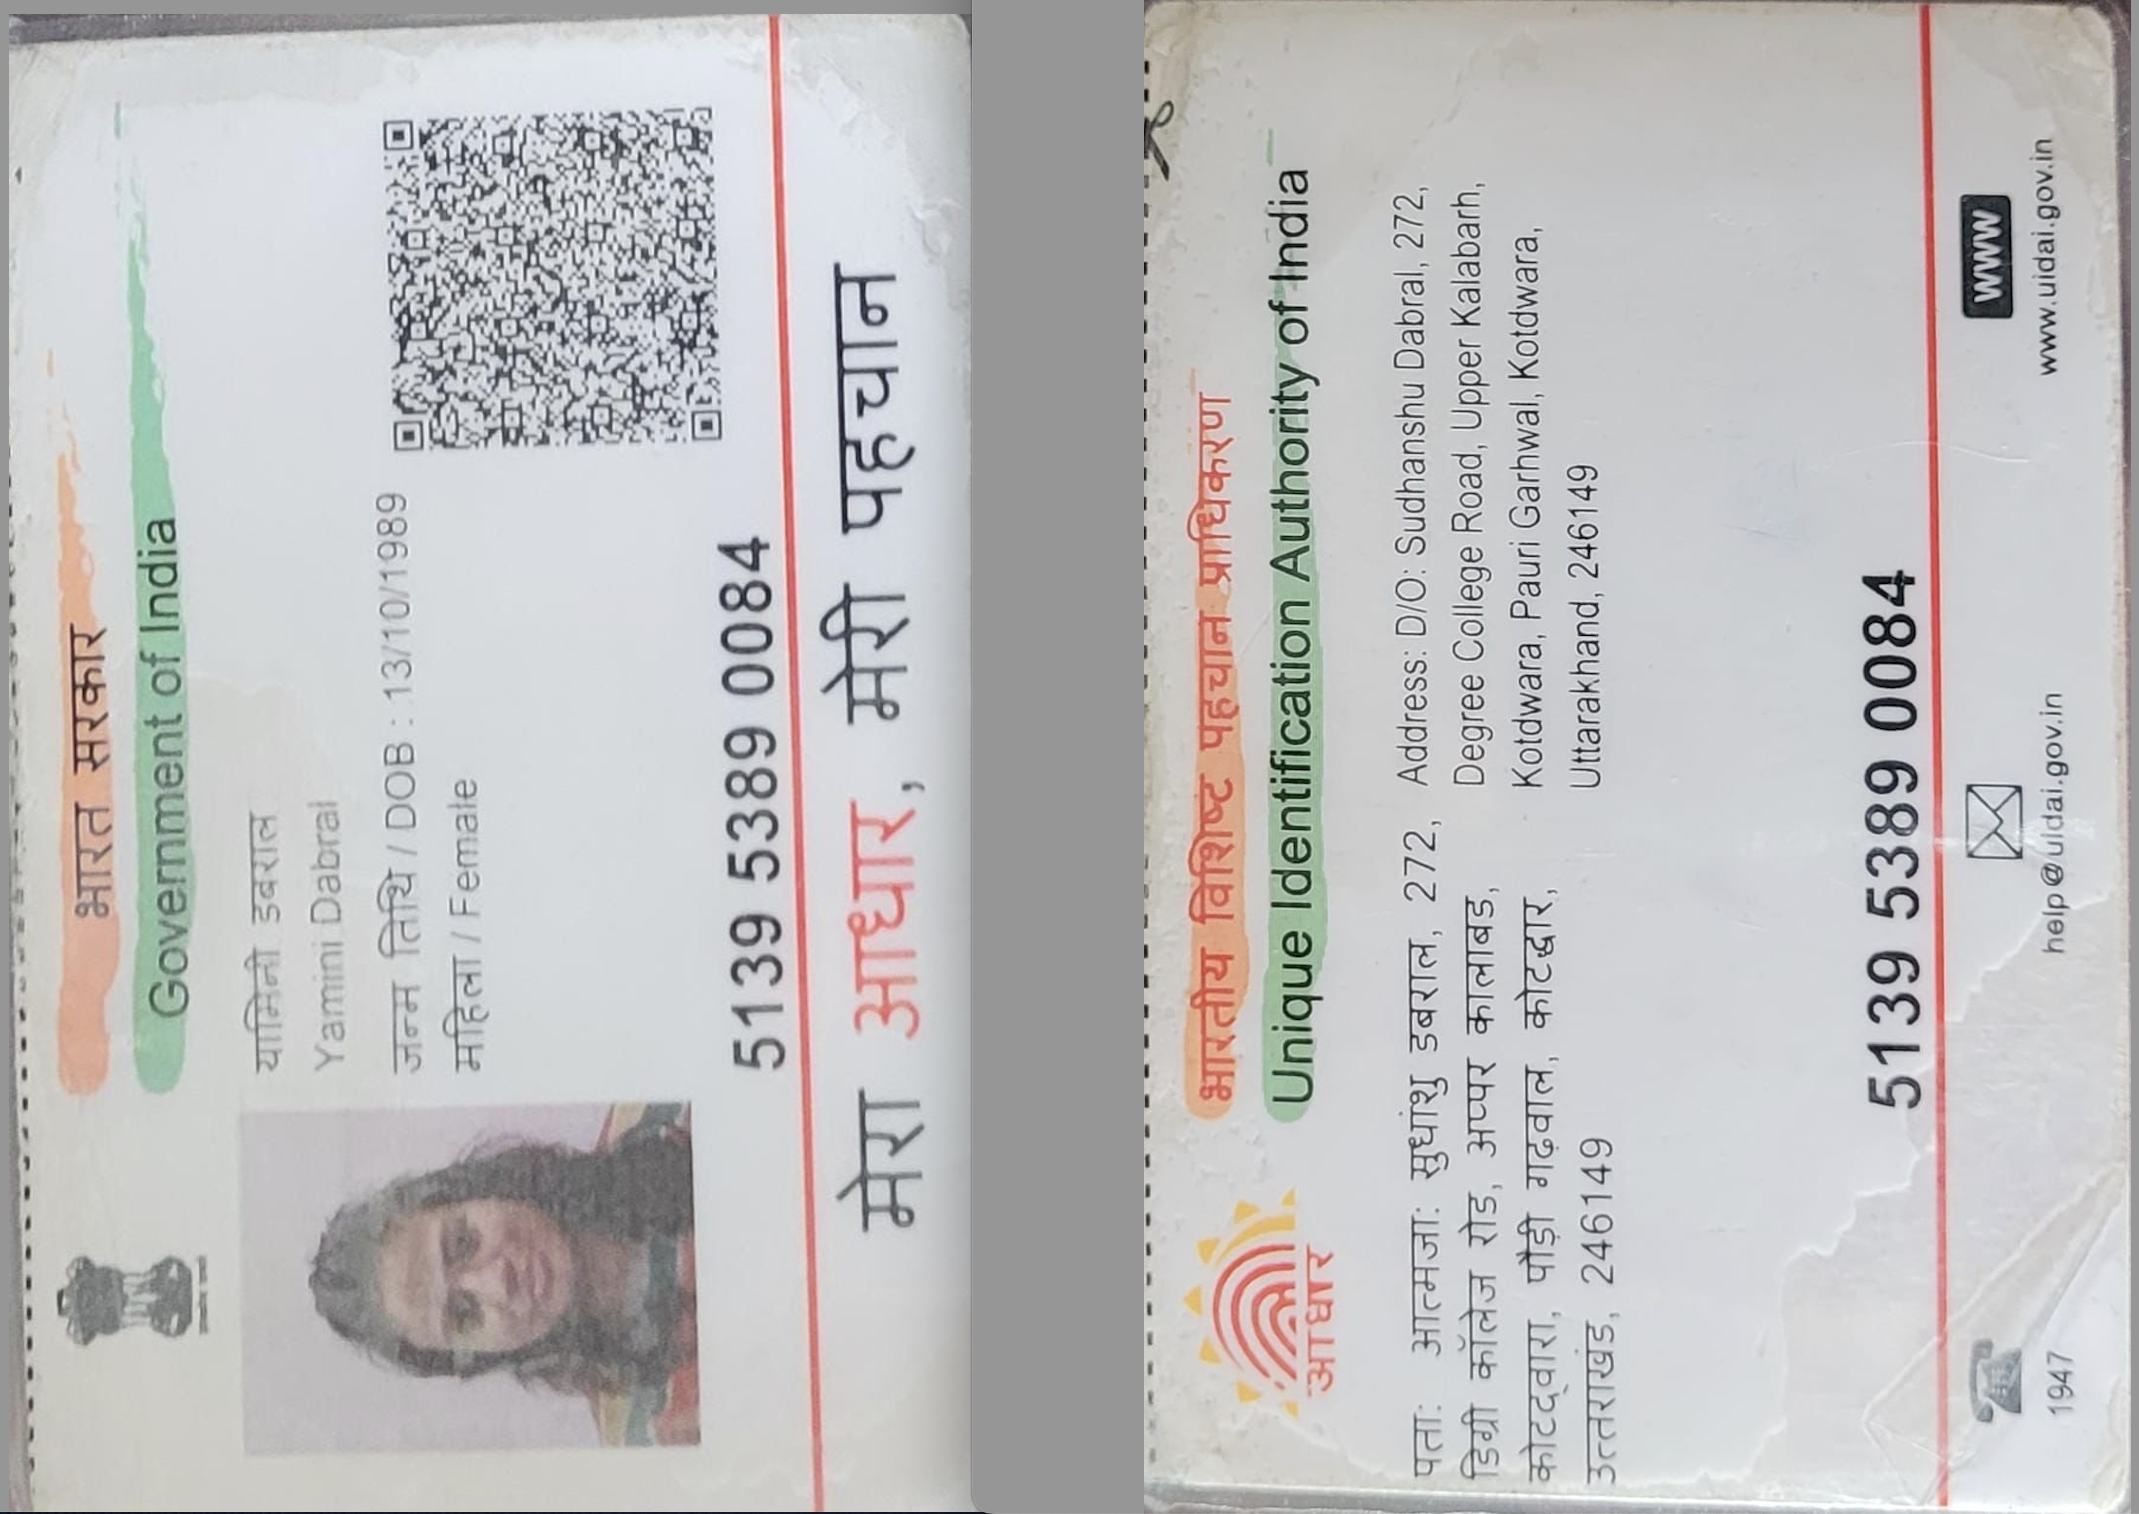 भारत सरकार
Government of India
यामिनी डबराल
Yamini Dabral
जन्म तिथि / DOB : 13/10/1989
महिला / Female
5139 5389 0084
मेरा आधार, मेरी पहचान
भारतीय विशिष्ट पहचान प्राधिकरण
Unique Identification Authority of India
आधार
पता: आत्मजा: सुधांशु डबराल, 272,
डिग्री कॉलेज रोड, अप्पर कालाबड,
कोटद्वारा, पौड़ी गढ़वाल, कोटद्वार,
उत्तराखंड, 246149
Address: D/O: Sudhanshu Dabral, 272,
Degree College Road, Upper Kalabarh,
Kotdwara, Pauri Garhwal, Kotdwara,
Uttarakhand, 246149
5139 5389 0084
1947
help@uidai.gov.in
WWW
www.uidai.gov.in